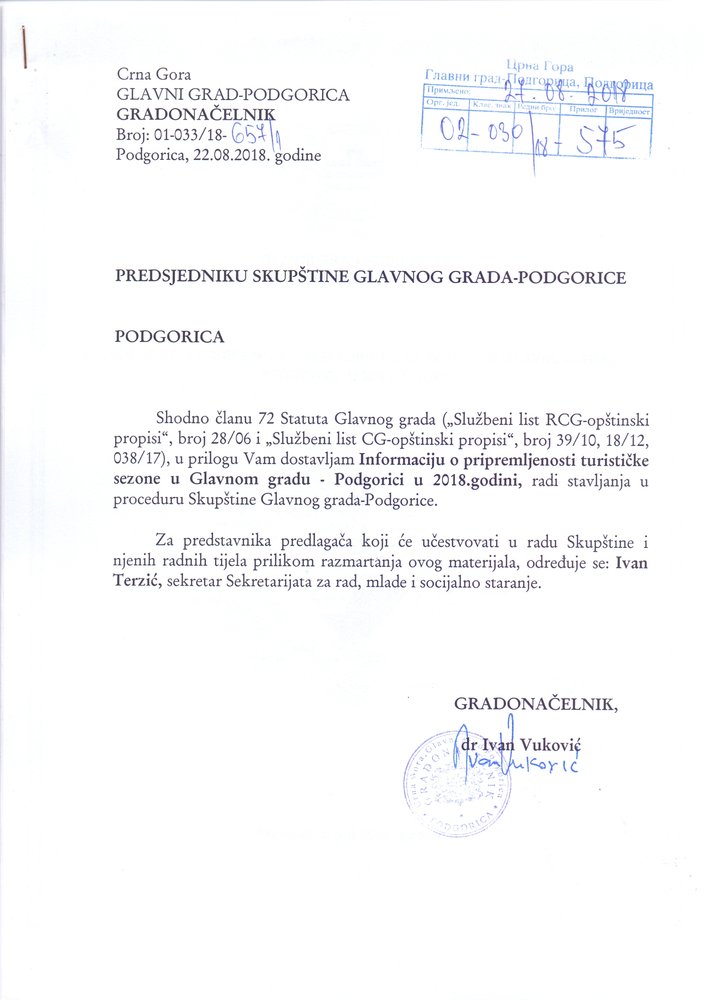 Crna Gora
GLAVNI GRAD-PODGORICA
GRADONAČELNIK
Broj: 01-033/18- 657/1
Podgorica, 22.08.2018. godine
Црна Гора
Главни град-Подгорица, Подгорица
Примљено: 27.08.2018
Орг. јед. Клас. знак Редни број Прилог Вриједност
02-030/18-575
PREDSJEDNIKU SKUPŠTINE GLAVNOG GRADA-PODGORICE
PODGORICA
Shodno članu 72 Statuta Glavnog grada („Službeni list RCG-opštinski
propisi“, broj 28/06 i „Službeni list CG-opštinski propisi“, broj 39/10, 18/12,
038/17), u prilogu Vam dostavljam Informaciju o pripremljenosti turističke
sezone u Glavnom gradu - Podgorici u 2018.godini, radi stavljanja u
proceduru Skupštine Glavnog grada-Podgorice.
Za predstavnika predlagača koji će učestvovati u radu Skupštine i
njenih radnih tijela prilikom razmartanja ovog materijala, određuje se: Ivan
Terzić, sekretar Sekretarijata za rad, mlade i socijalno staranje.
GRADONAČELNIK,
dr Ivan Vuković
Ivan Vuković
Crna Gora, Glavni grad Podgorica
GRADONAČELNIK
* PODGORICA *